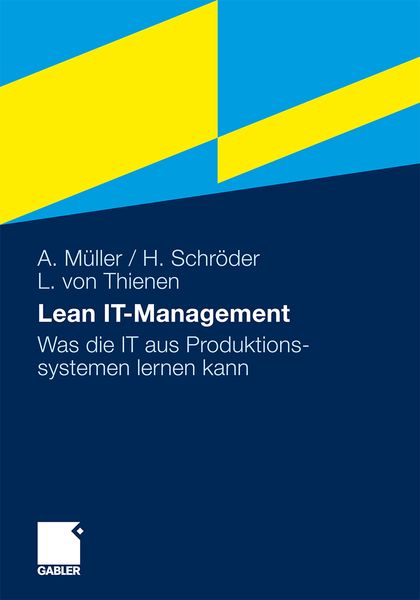 A. Müller / H. Schröder
L. von Thienen
Lean IT-Management
Was die IT aus Produktions-
systemen lernen kann
GABLER